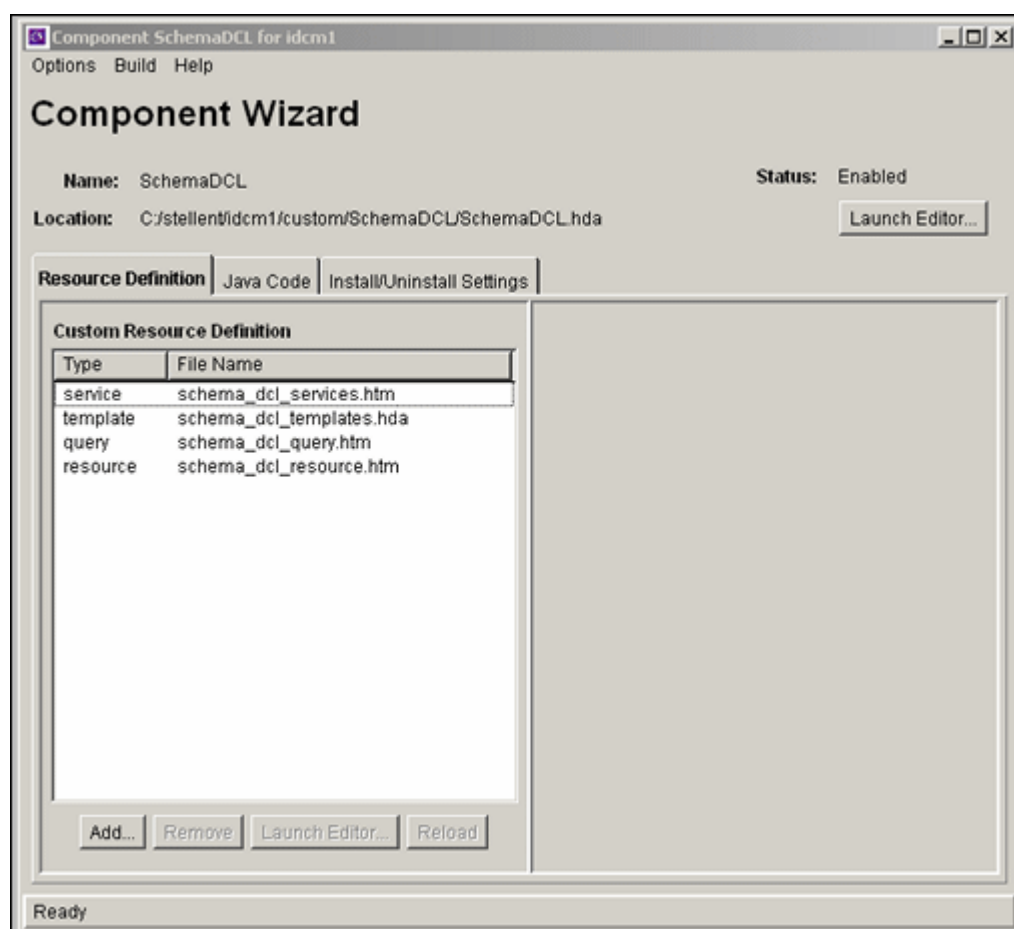 Component SchemaDCL for idcm1
Options Build Help
Component Wizard
Name: SchemaDCL Status: Enabled
Location: C:/stellent/idcm1/custom/SchemaDCL/SchemaDCL.hda Launch Editor...
Resource Definition Java Code Install/Uninstall Settings
Custom Resource Definition
Type File Name
service schema_dcl_services.htm
template schema_dcl_templates.hda
query schema_dcl_query.htm
resource schema_dcl_resource.htm
Add... Remove Launch Editor... Reload
Ready